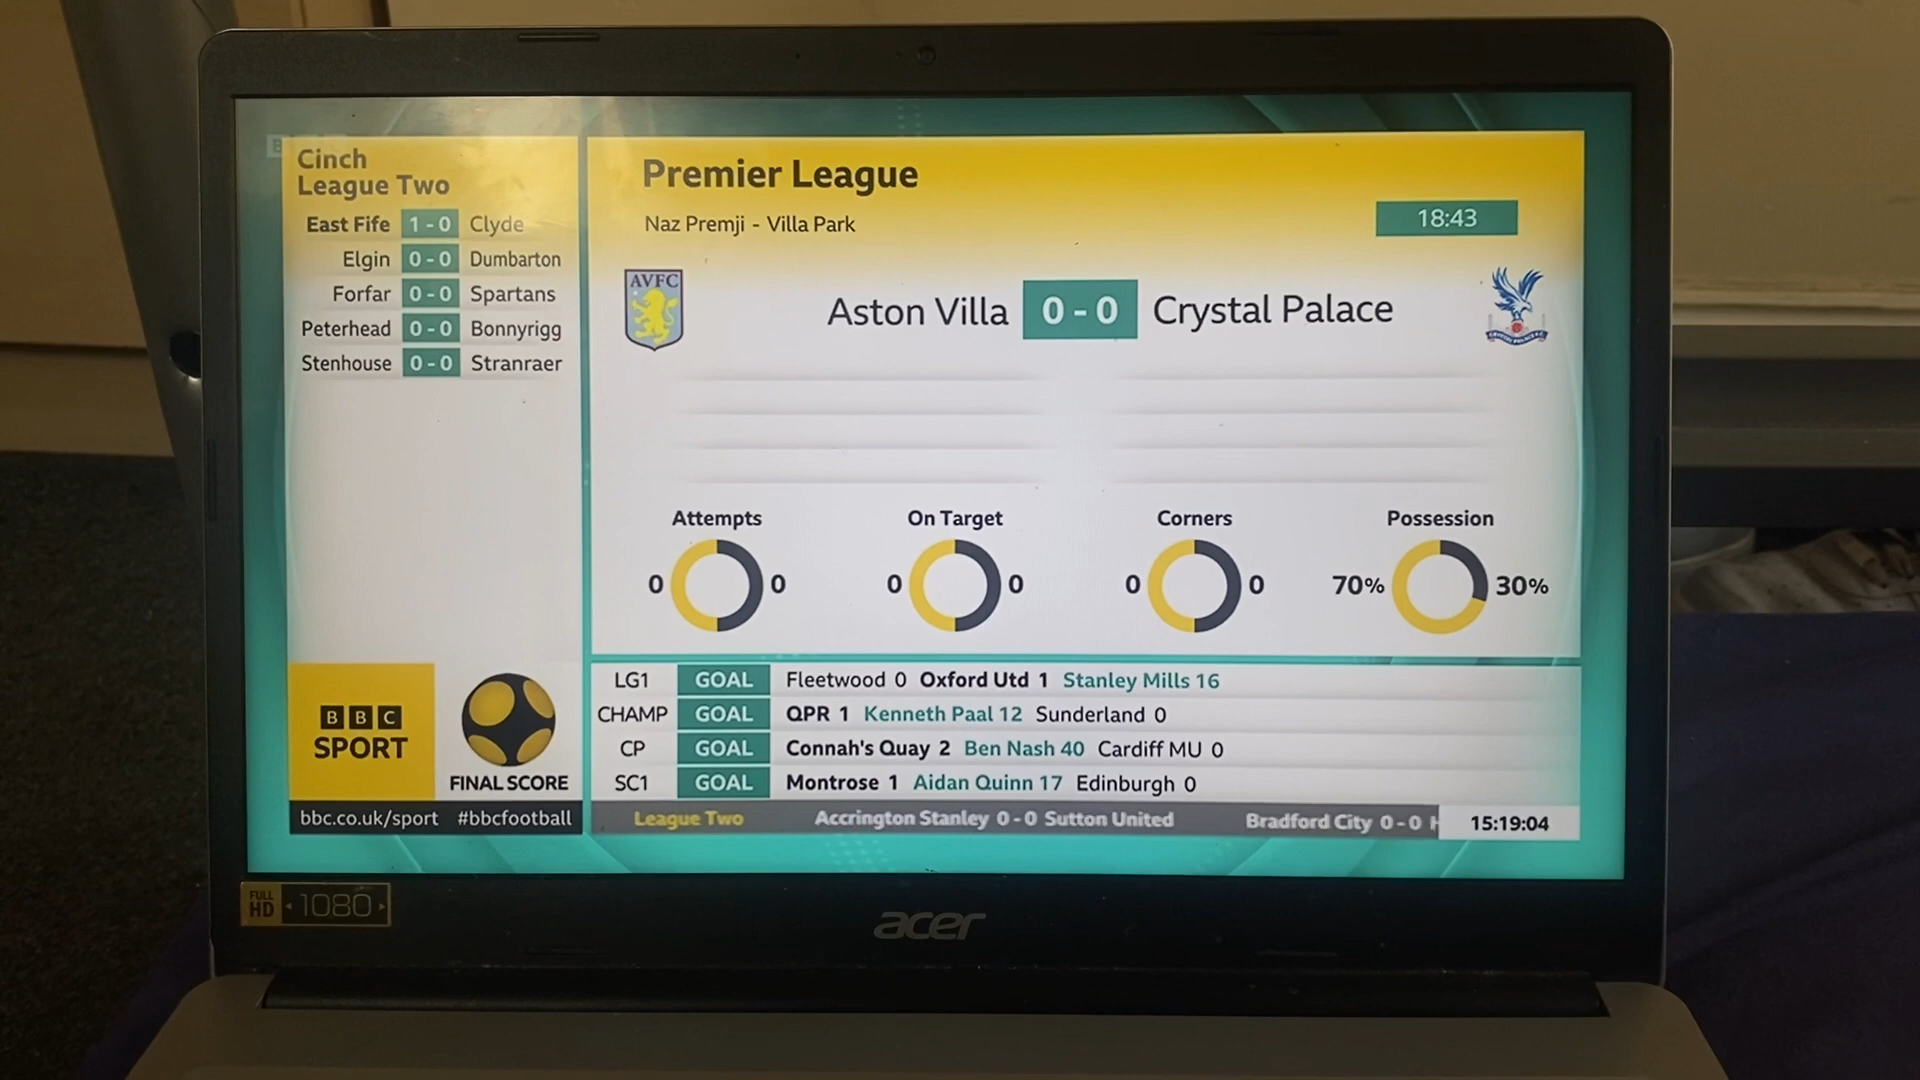 Cinch
League Two
East Fife 1 - 0 Clyde
Elgin 0 - 0 Dumbarton
Forfar 0 - 0 Spartans
Peterhead 0 - 0 Bonnyrigg
Stenhouse 0 - 0 Stranraer
Premier League
Naz Premji - Villa Park
18:43
AVFC
Aston Villa 0 - 0 Crystal Palace
Attempts
0 0
On Target
0 0
Corners
0 0
Possession
70% 30%
LG1 GOAL Fleetwood 0 Oxford Utd 1 Stanley Mills 16
CHAMP GOAL QPR 1 Kenneth Paal 12 Sunderland 0
CP GOAL Connah's Quay 2 Ben Nash 40 Cardiff MU 0
SC1 GOAL Montrose 1 Aidan Quinn 17 Edinburgh 0
BBC
SPORT
FINAL SCORE
bbc.co.uk/sport #bbcfootball
League Two Accrington Stanley 0 - 0 Sutton United Bradford City 0 - 0 H
15:19:04
FULL
HD 1080
acer